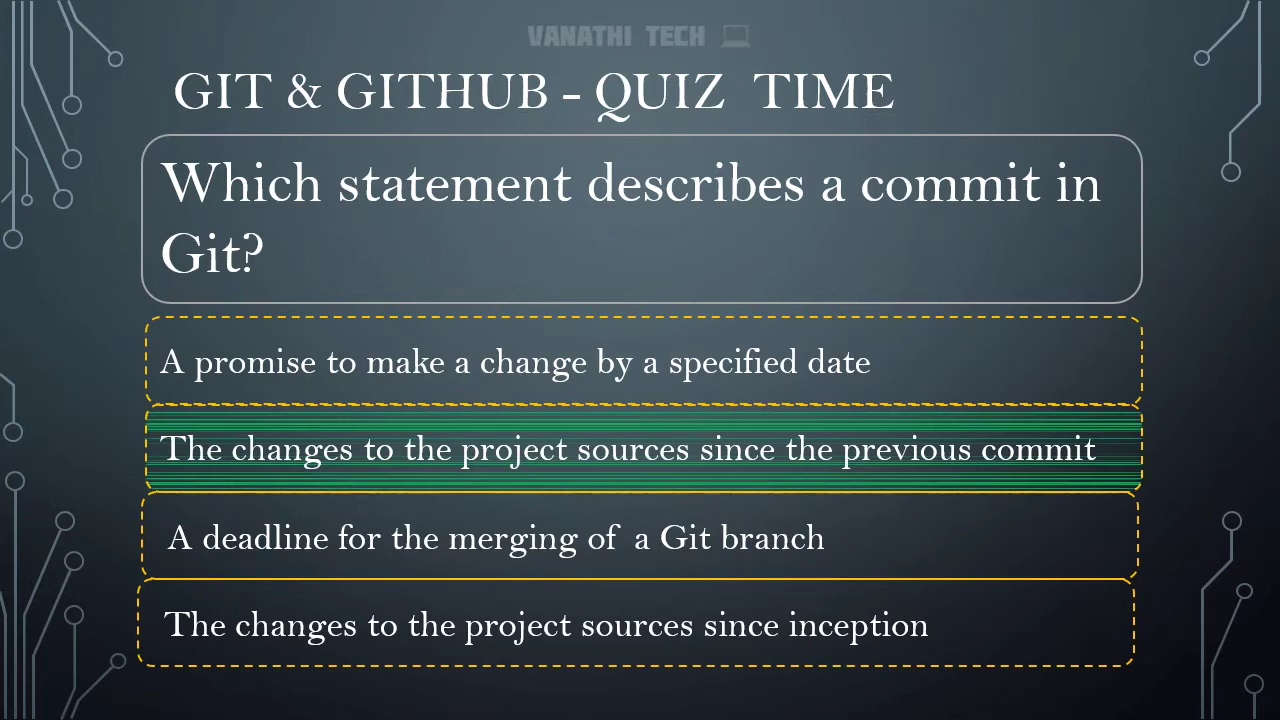 VANATHI TECH
GIT & GITHUB - QUIZ TIME
Which statement describes a commit in
Git?
A promise to make a change by a specified date
The changes to the project sources since the previous commit
A deadline for the merging of a Git branch
The changes to the project sources since inception